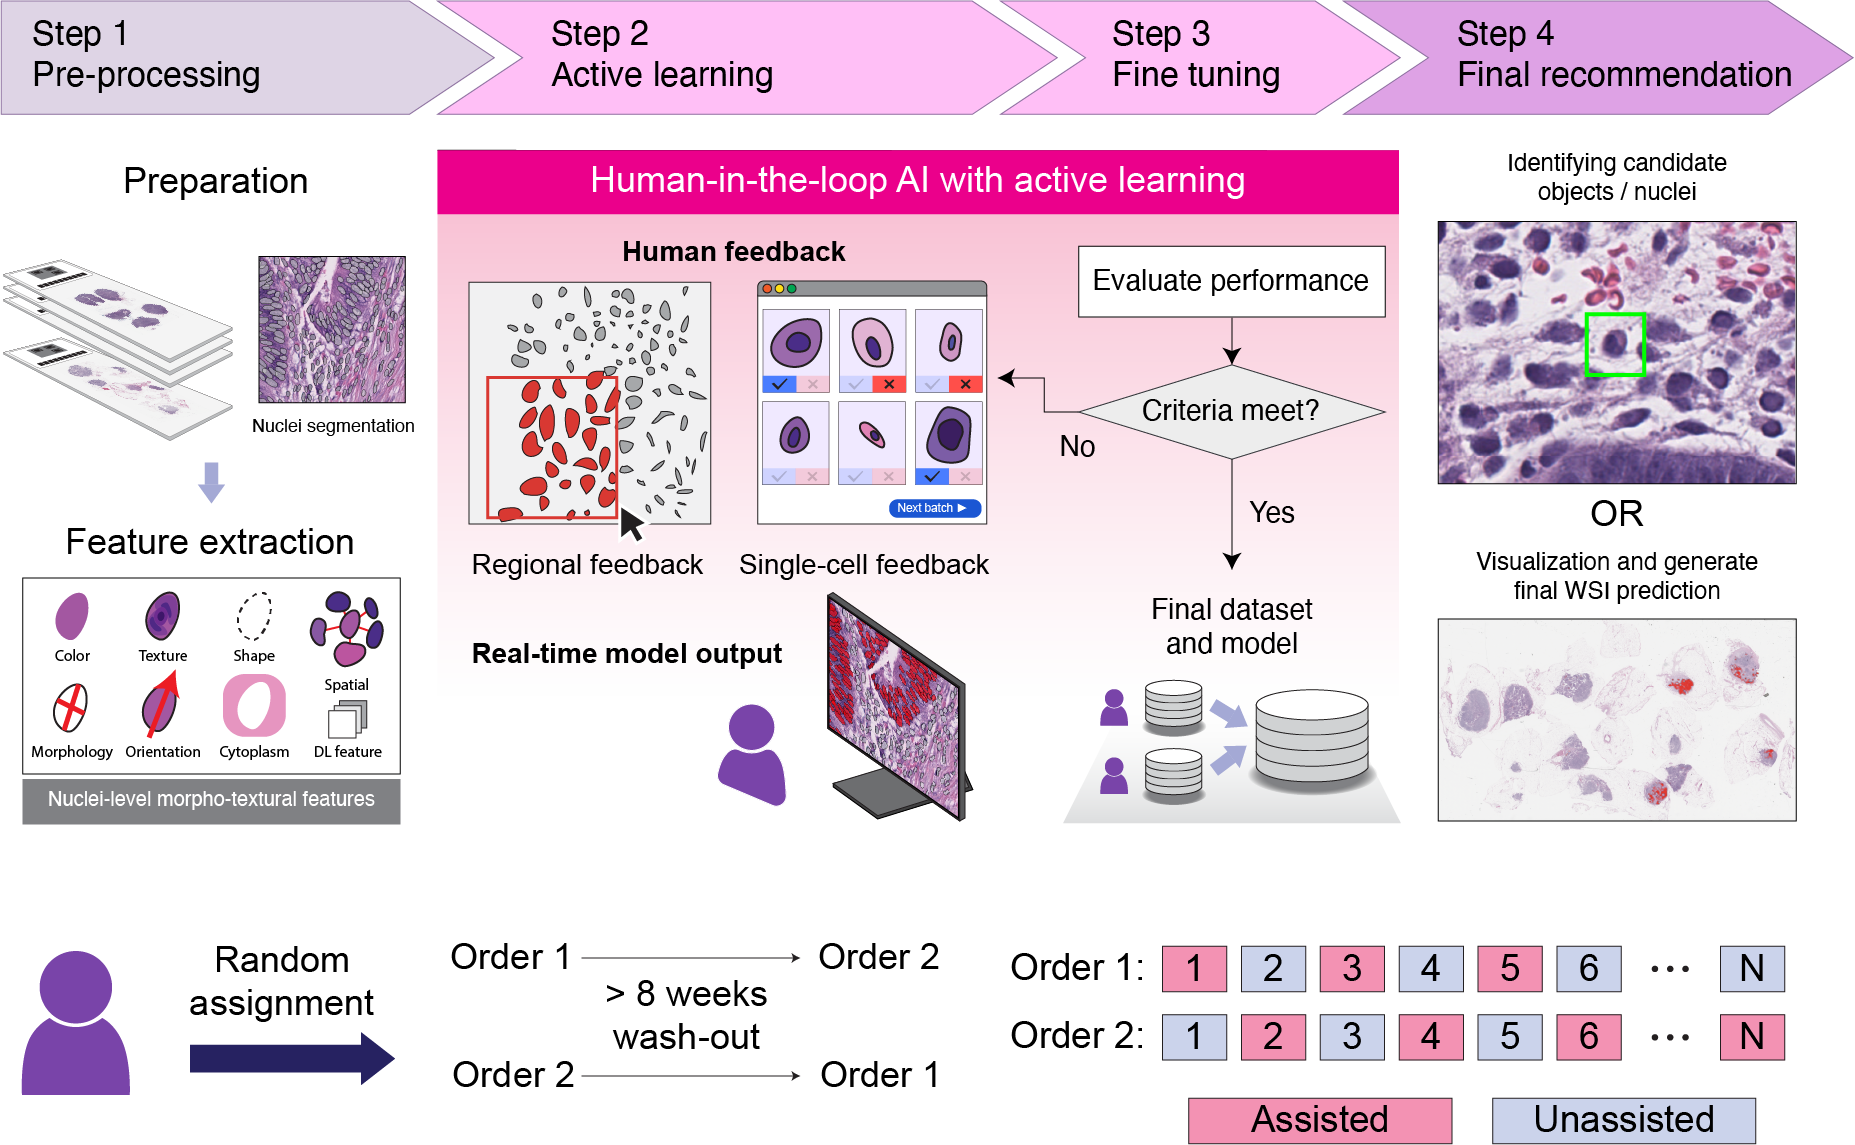 Step 1
Pre-processing
Step 2
Active learning
Step 3
Fine tuning
Step 4
Final recommendation
Preparation
Nuclei segmentation
Feature extraction
Color
Texture
Shape
Spatial
Morphology
Orientation
Cytoplasm
DL feature
Nuclei-level morpho-textural features
Human-in-the-loop AI with active learning
Human feedback
Next batch
Regional feedback
Single-cell feedback
Real-time model output
Evaluate performance
Criteria meet?
No
Yes
Final dataset
and model
Identifying candidate
objects / nuclei
OR
Visualization and generate
final WSI prediction
Random
assignment
Order 1
Order 2
> 8 weeks
wash-out
Order 2
Order 1
Order 1: 1 2 3 4 5 6 ... N
Order 2: 1 2 3 4 5 6 ... N
Assisted
Unassisted